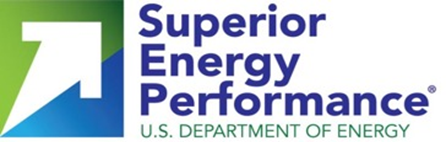 Superior
Energy
Performance®
U.S. DEPARTMENT OF ENERGY